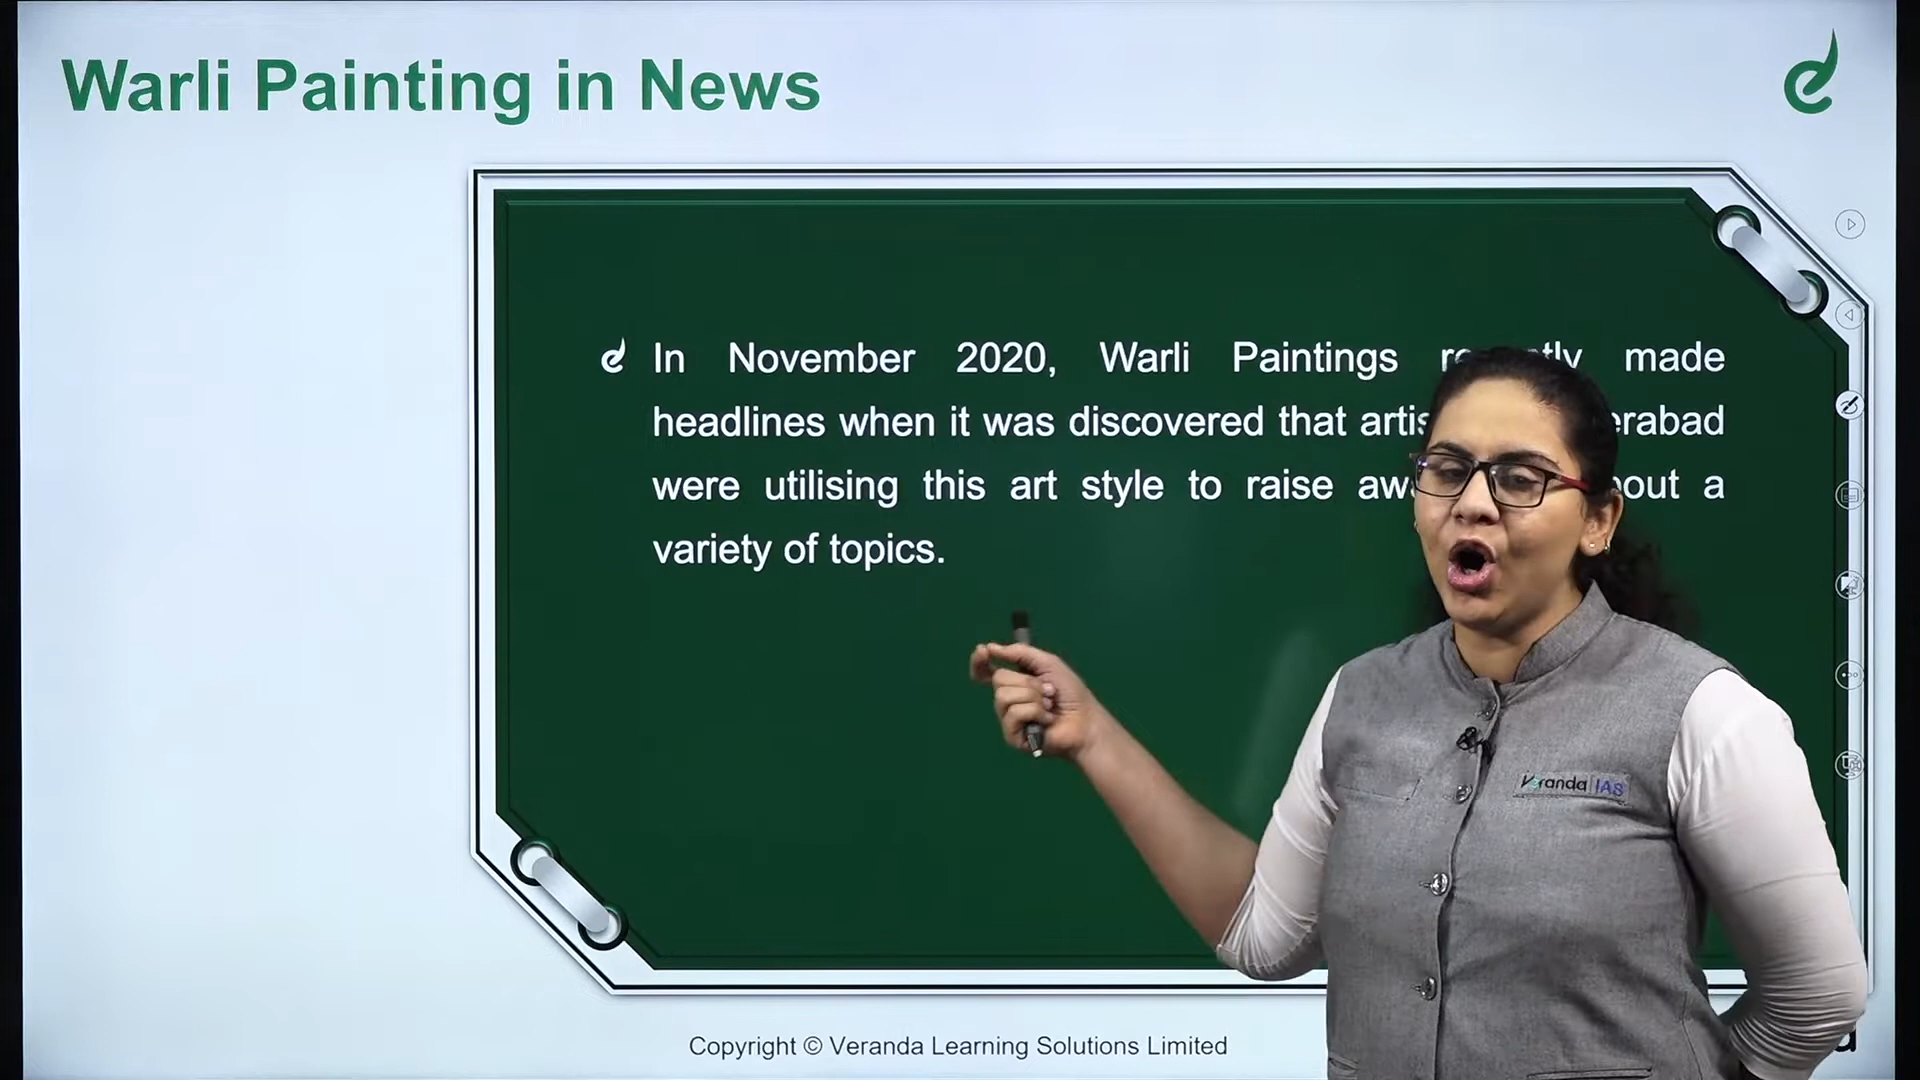 Warli Painting in News
In November 2020, Warli Paintings made
headlines when it was discovered that
were utilising this art style to raise a
variety of topics.
Veranda IAS
Copyright © Veranda Learning Solutions Limited